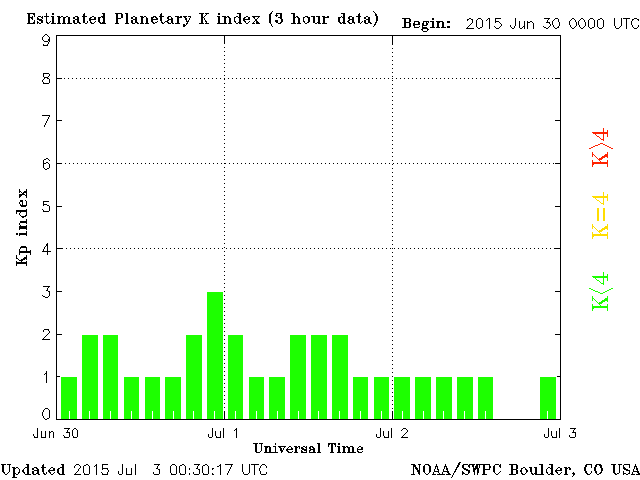 Estimated Planetary K index (3 hour data)
Begin: 2015 Jun 30 0000 UTC
9
8
7
6
5
4
3
2
1
0
Kp index
K>4
K=4
K<4
Jun 30
Jul 1
Jul 2
Jul 3
Universal Time
Updated 2015 Jul 3 00:30:17 UTC
NOAA/SWPC Boulder, CO USA